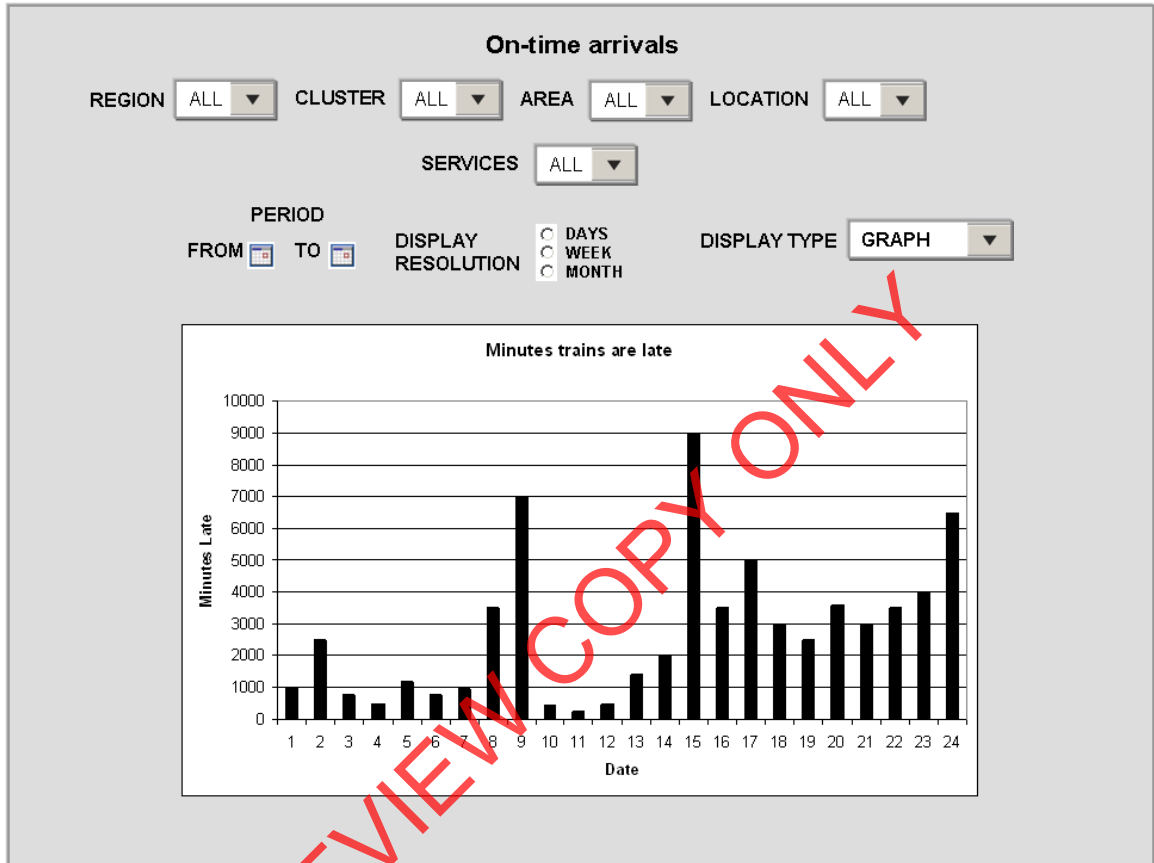 On-time arrivals
REGION ALL CLUSTER ALL AREA ALL LOCATION ALL
SERVICES ALL
PERIOD
FROM TO
DISPLAY
RESOLUTION
DAYS
WEEK
MONTH
DISPLAY TYPE GRAPH
Minutes trains are late
10000
9000
8000
7000
6000
5000
4000
3000
2000
1000
0
Minutes Late
1 2 3 4 5 6 7 8 9 10 11 12 13 14 15 16 17 18 19 20 21 22 23 24
Date
EVIEW COPY ONLY